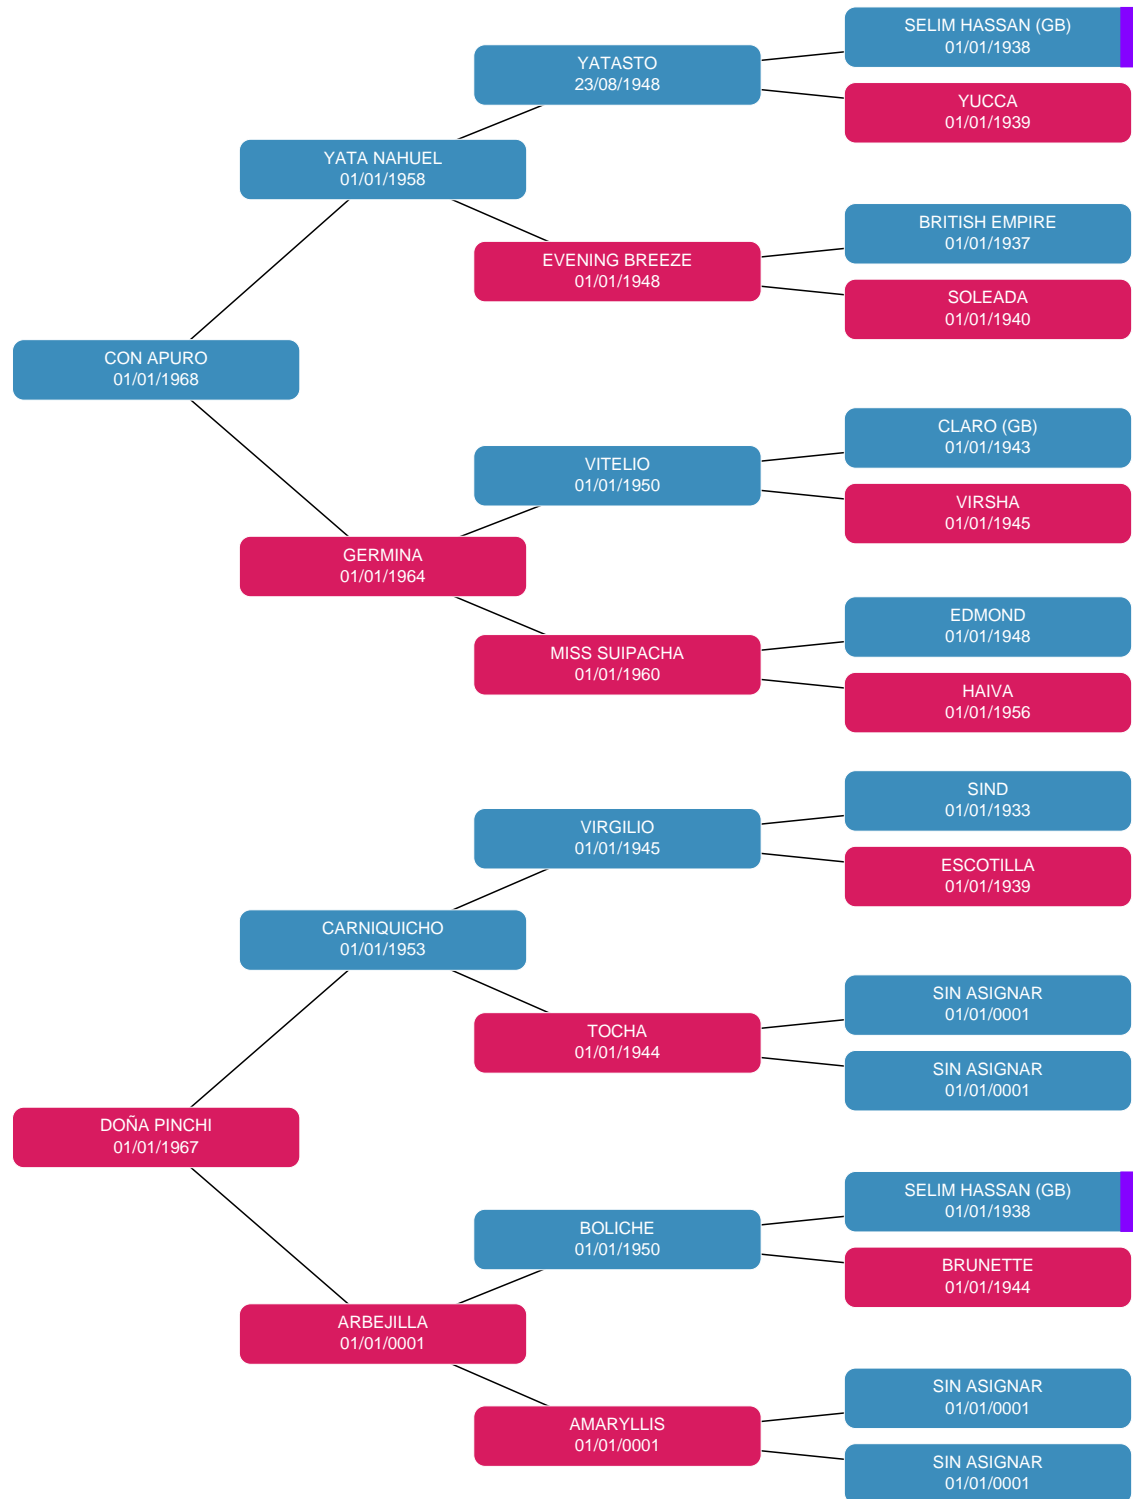 SELIM HASSAN (GB)
01/01/1938
YATASTO
23/08/1948
YUCCA
01/01/1939
YATA NAHUEL
01/01/1958
BRITISH EMPIRE
01/01/1937
EVENING BREEZE
01/01/1948
SOLEADA
01/01/1940
CON APURO
01/01/1968
CLARO (GB)
01/01/1943
VITELIO
01/01/1950
VIRSHA
01/01/1945
GERMINA
01/01/1964
EDMOND
01/01/1948
MISS SUIPACHA
01/01/1960
HAIVA
01/01/1956
SIND
01/01/1933
VIRGILIO
01/01/1945
ESCOTILLA
01/01/1939
CARNIQUICHO
01/01/1953
SIN ASIGNAR
01/01/0001
TOCHA
01/01/1944
SIN ASIGNAR
01/01/0001
DOÑA PINCHI
01/01/1967
SELIM HASSAN (GB)
01/01/1938
BOLICHE
01/01/1950
BRUNETTE
01/01/1944
ARBEJILLA
01/01/0001
SIN ASIGNAR
01/01/0001
AMARYLLIS
01/01/0001
SIN ASIGNAR
01/01/0001